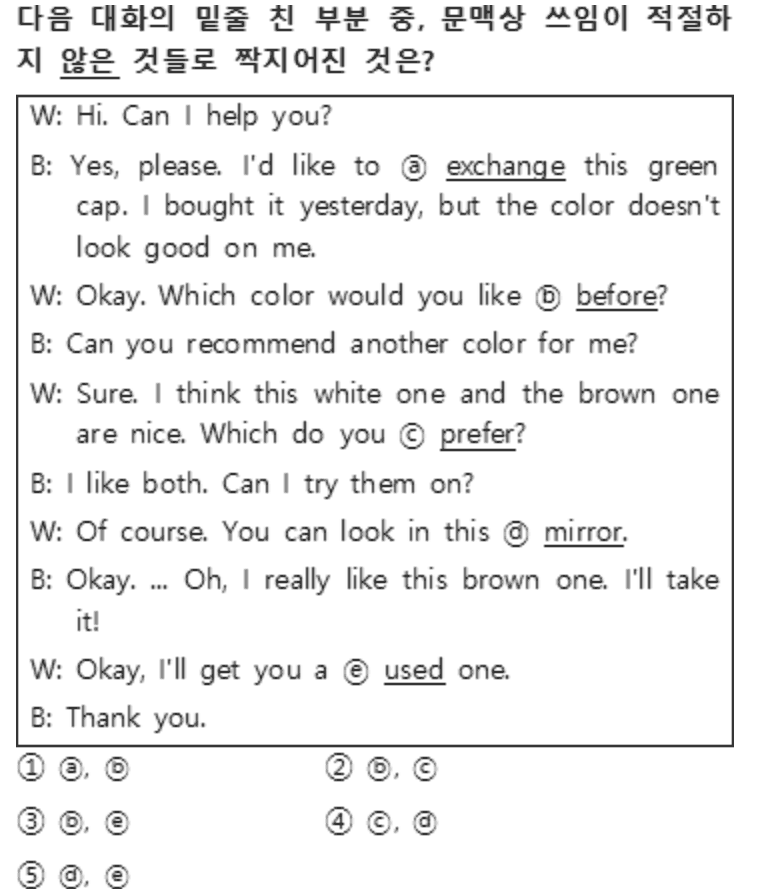 다음 대화의 밑줄 친 부분 중, 문맥상 쓰임이 적절하
지 않은 것들로 짝지어진 것은?
W: Hi. Can I help you?
B: Yes, please. I'd like to ⓐ exchange this green
cap. I bought it yesterday, but the color doesn't
look good on me.
W: Okay. Which color would you like ⓑ before?
B: Can you recommend another color for me?
W: Sure. I think this white one and the brown one
are nice. Which do you ⓒ prefer?
B: I like both. Can I try them on?
W: Of course. You can look in this ⓓ mirror.
B: Okay. ... Oh, I really like this brown one. I'll take
it!
W: Okay, I'll get you a ⓔ used one.
B: Thank you.
① ⓐ, ⓑ ② ⓑ, ⓒ
③ ⓑ, ⓔ ④ ⓒ, ⓓ
⑤ ⓓ, ⓔ